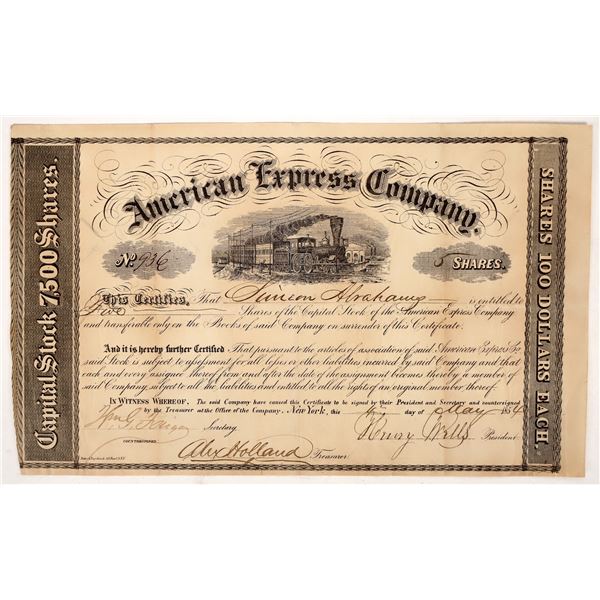 American Express Company.
Capital Stock 7500 Shares.
SHARES 100 DOLLARS EACH.
No. 936
5 SHARES.
This Certifies, That Simeon Abrahams is entitled to
Five Shares of the Capital Stock of the American Express Company
and transferable only on the Books of said Company on surrender of this Certificate.
And it is hereby further Certified That pursuant to the articles of association of said American Express Co
said Stock is subject to assessment for all losses or other liabilities incurred by said Company and that
each and every assignee thereof from and after the date of the assignment becomes thereby a member of
said Company subject to all the liabilities and entitled to all the rights of an original member thereof.
IN WITNESS WHEREOF. The said Company have caused this Certificate to be signed by their President and Secretary and countersigned
by the Treasurer at the Office of the Company. New York, this day of May 1854
Wm. G. Fargo Secretary.
Henry Wells President
COUNTERSIGNED,
Alex Holland Treasurer